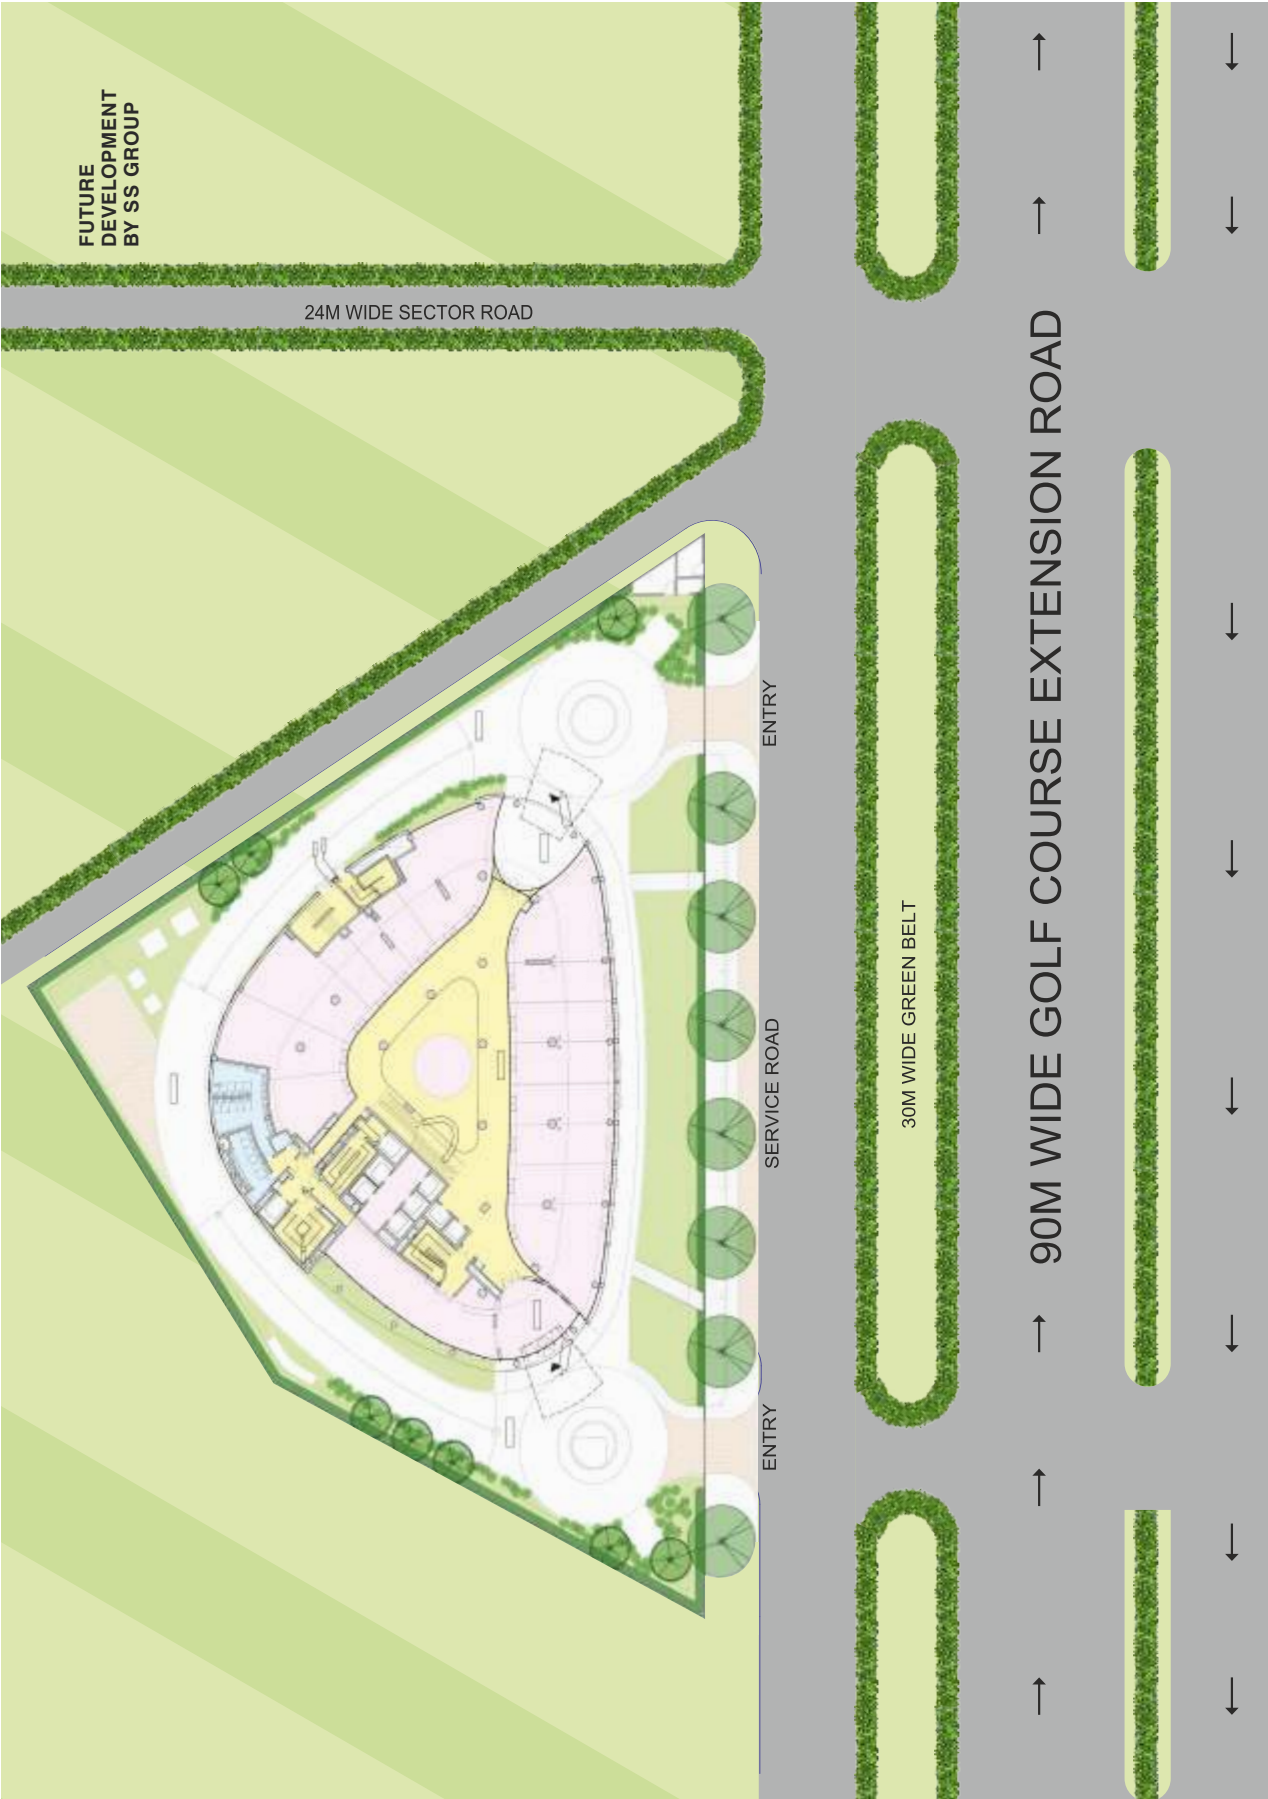 FUTURE
DEVELOPMENT
BY SS GROUP
24M WIDE SECTOR ROAD
ENTRY
SERVICE ROAD
ENTRY
30M WIDE GREEN BELT
90M WIDE GOLF COURSE EXTENSION ROAD